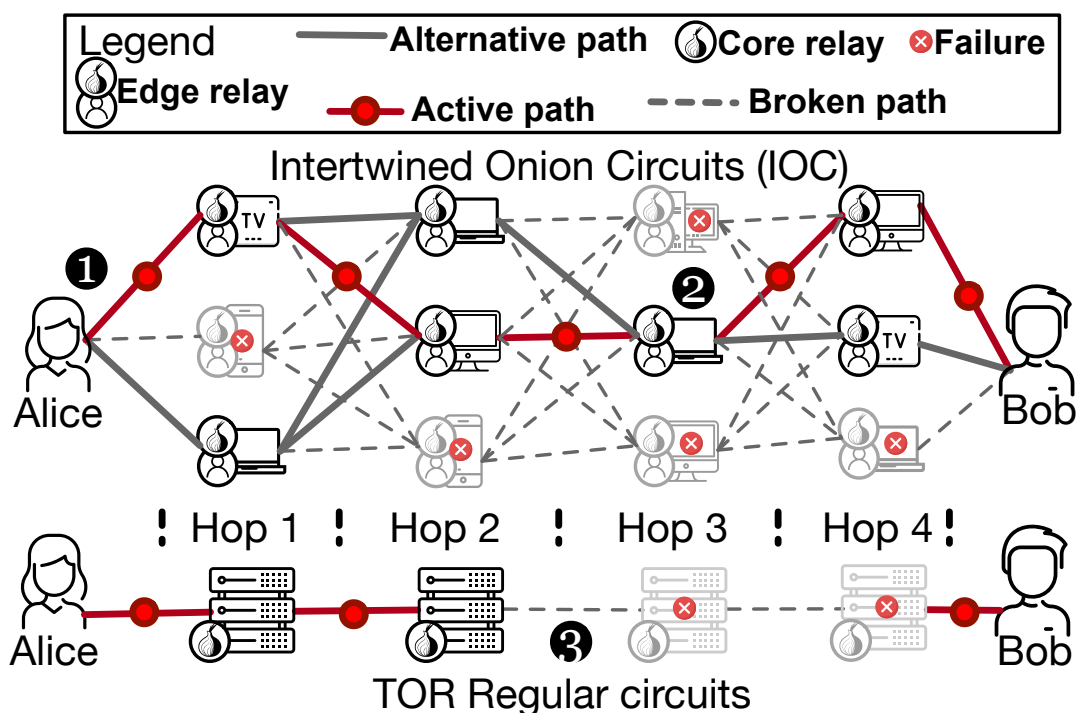 Legend
Alternative path
Core relay
Failure
Edge relay
Active path
Broken path
Intertwined Onion Circuits (IOC)
TV
1
2
TV
Alice
Bob
Hop 1
Hop 2
Hop 3
Hop 4
3
Alice
Bob
TOR Regular circuits